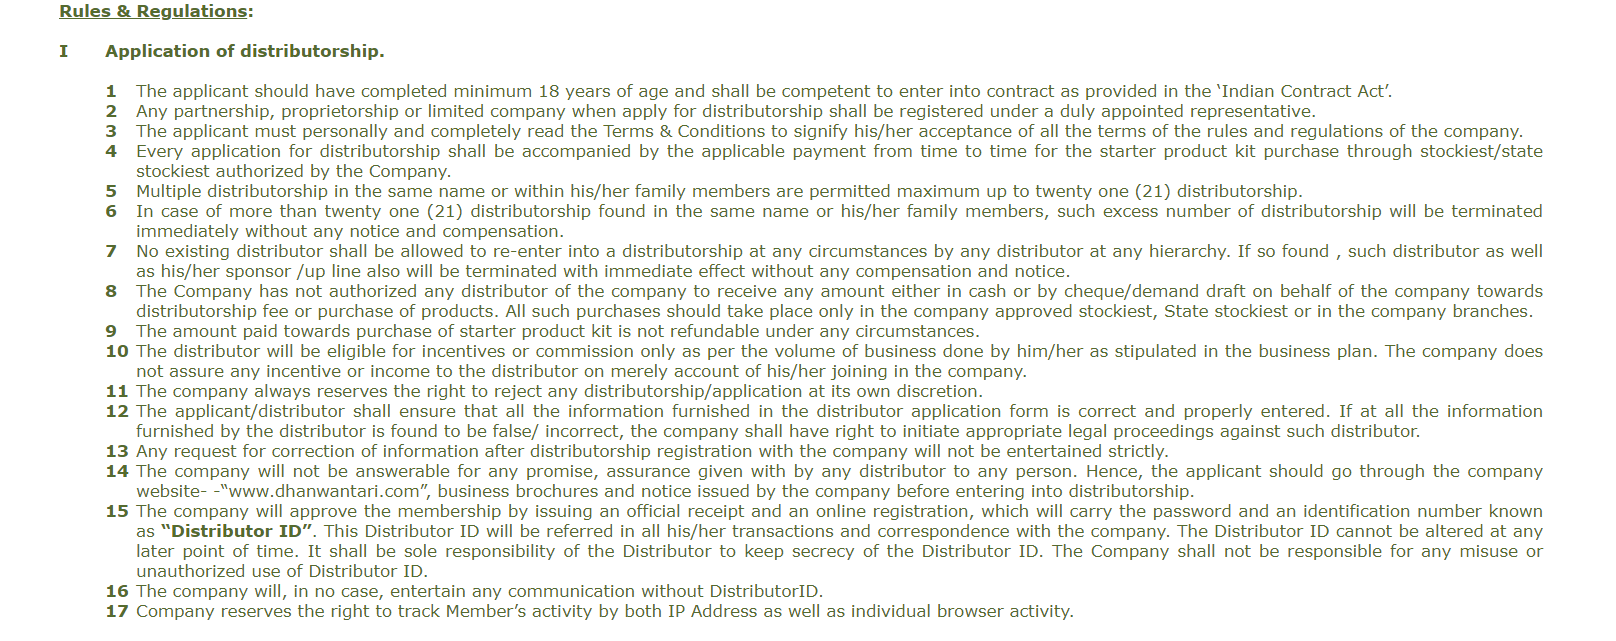 Rules & Regulations:
I Application of distributorship.
1 The applicant should have completed minimum 18 years of age and shall be competent to enter into contract as provided in the ‘Indian Contract Act’.
2 Any partnership, proprietorship or limited company when apply for distributorship shall be registered under a duly appointed representative.
3 The applicant must personally and completely read the Terms & Conditions to signify his/her acceptance of all the terms of the rules and regulations of the company.
4 Every application for distributorship shall be accompanied by the applicable payment from time to time for the starter product kit purchase through stockiest/state
stockiest authorized by the Company.
5 Multiple distributorship in the same name or within his/her family members are permitted maximum up to twenty one (21) distributorship.
6 In case of more than twenty one (21) distributorship found in the same name or his/her family members, such excess number of distributorship will be terminated
immediately without any notice and compensation.
7 No existing distributor shall be allowed to re-enter into a distributorship at any circumstances by any distributor at any hierarchy. If so found , such distributor as well
as his/her sponsor /up line also will be terminated with immediate effect without any compensation and notice.
8 The Company has not authorized any distributor of the company to receive any amount either in cash or by cheque/demand draft on behalf of the company towards
distributorship fee or purchase of products. All such purchases should take place only in the company approved stockiest, State stockiest or in the company branches.
9 The amount paid towards purchase of starter product kit is not refundable under any circumstances.
10 The distributor will be eligible for incentives or commission only as per the volume of business done by him/her as stipulated in the business plan. The company does
not assure any incentive or income to the distributor on merely account of his/her joining in the company.
11 The company always reserves the right to reject any distributorship/application at its own discretion.
12 The applicant/distributor shall ensure that all the information furnished in the distributor application form is correct and properly entered. If at all the information
furnished by the distributor is found to be false/ incorrect, the company shall have right to initiate appropriate legal proceedings against such distributor.
13 Any request for correction of information after distributorship registration with the company will not be entertained strictly.
14 The company will not be answerable for any promise, assurance given with by any distributor to any person. Hence, the applicant should go through the company
website- -“www.dhanwantari.com”, business brochures and notice issued by the company before entering into distributorship.
15 The company will approve the membership by issuing an official receipt and an online registration, which will carry the password and an identification number known
as “Distributor ID”. This Distributor ID will be referred in all his/her transactions and correspondence with the company. The Distributor ID cannot be altered at any
later point of time. It shall be sole responsibility of the Distributor to keep secrecy of the Distributor ID. The Company shall not be responsible for any misuse or
unauthorized use of Distributor ID.
16 The company will, in no case, entertain any communication without DistributorID.
17 Company reserves the right to track Member’s activity by both IP Address as well as individual browser activity.